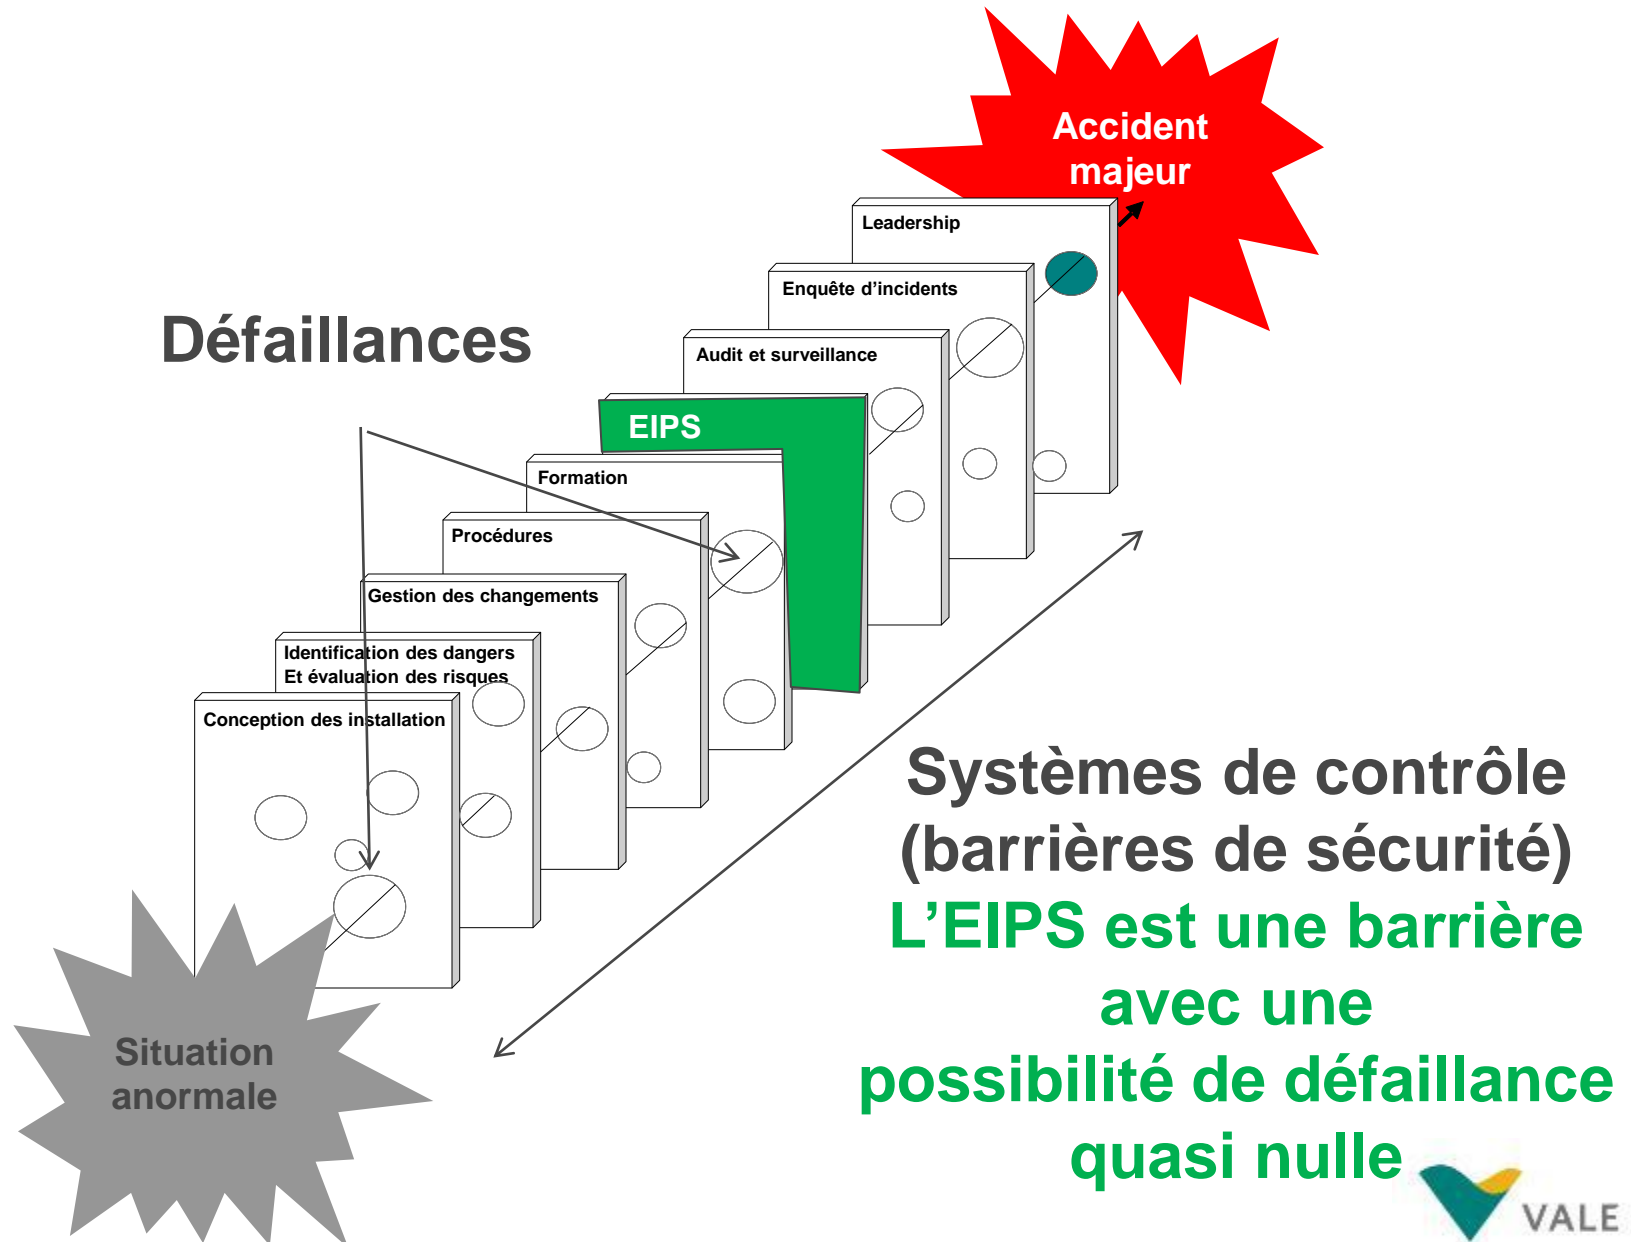 Accident
majeur
Leadership
Enquête d’incidents
Défaillances
Audit et surveillance
EIPS
Formation
Procédures
Gestion des changements
Identification des dangers
Et évaluation des risques
Conception des installation
Situation
anormale
Systèmes de contrôle
(barrières de sécurité)
L’EIPS est une barrière
avec une
possibilité de défaillance
quasi nulle
VALE